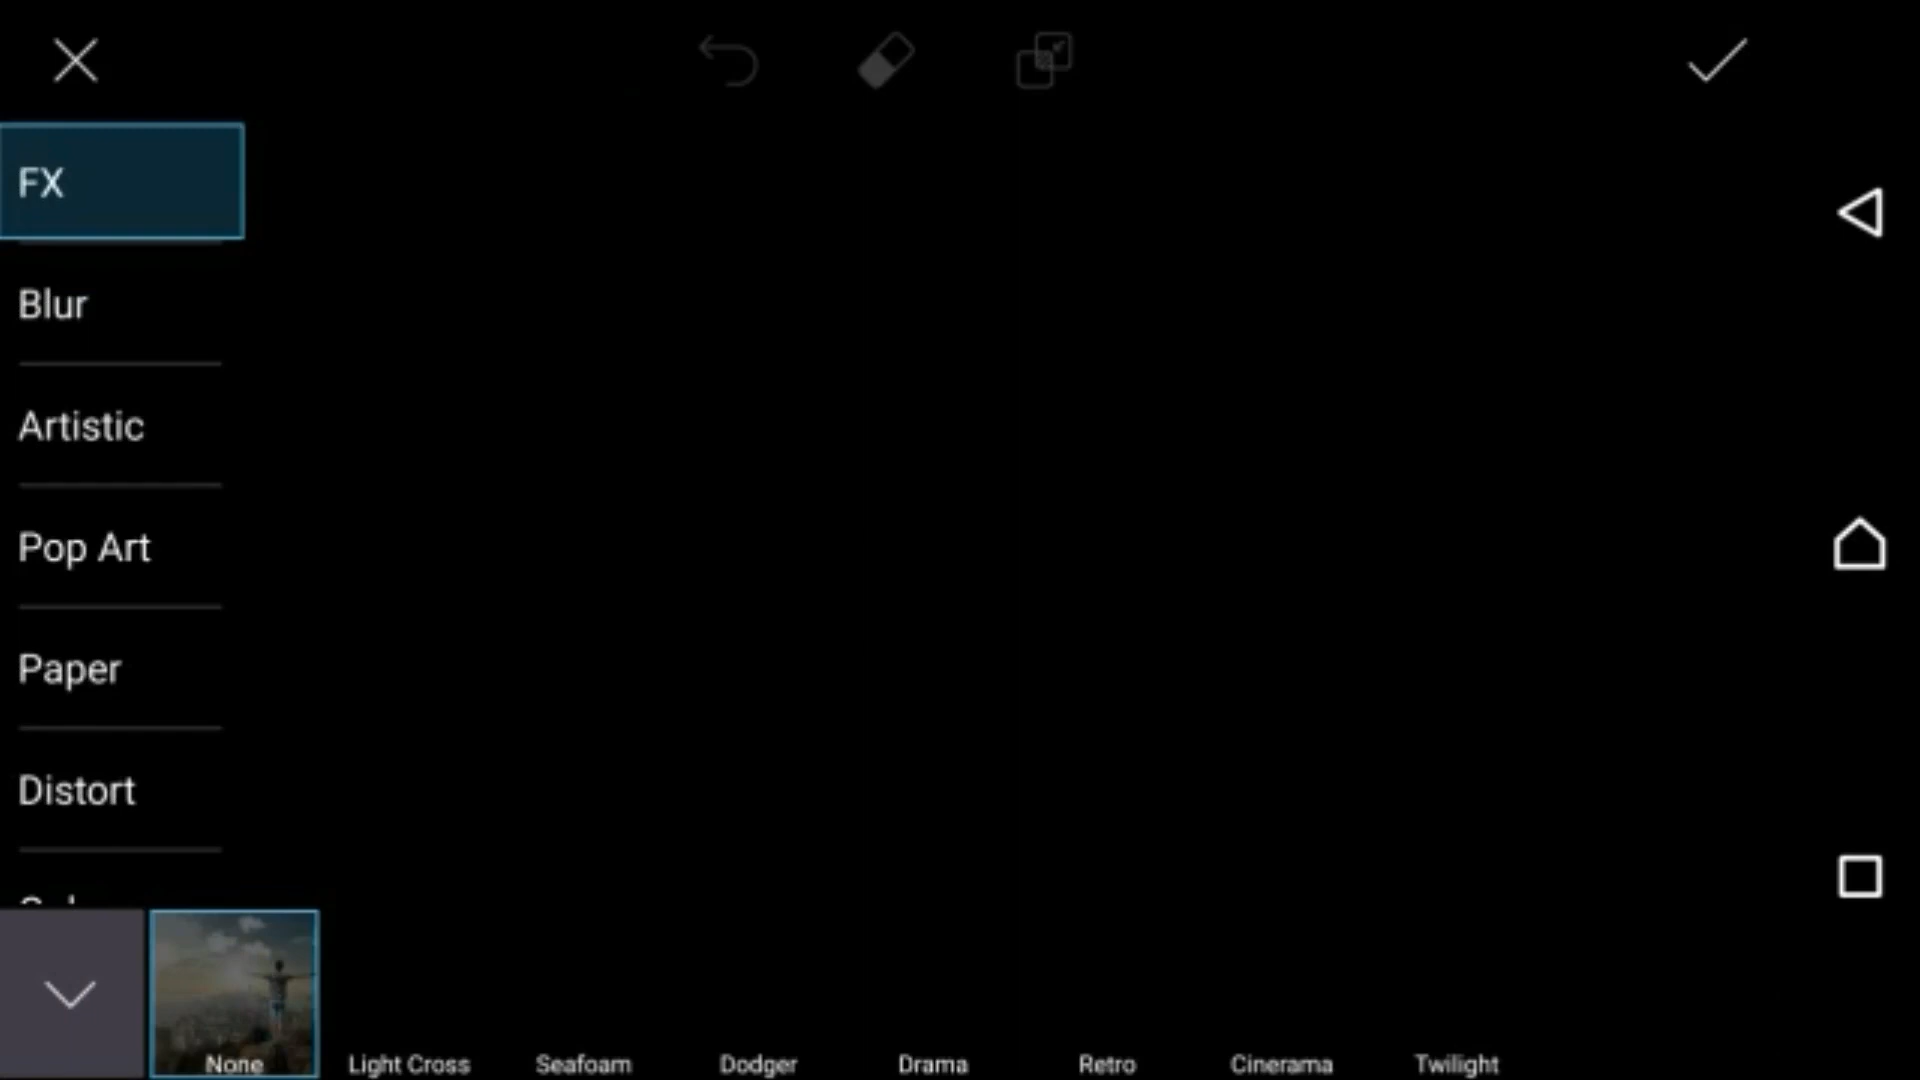 FX
Blur
Artistic
Pop Art
Paper
Distort
None
Light Cross
Seafoam
Dodger
Drama
Retro
Cinerama
Twilight